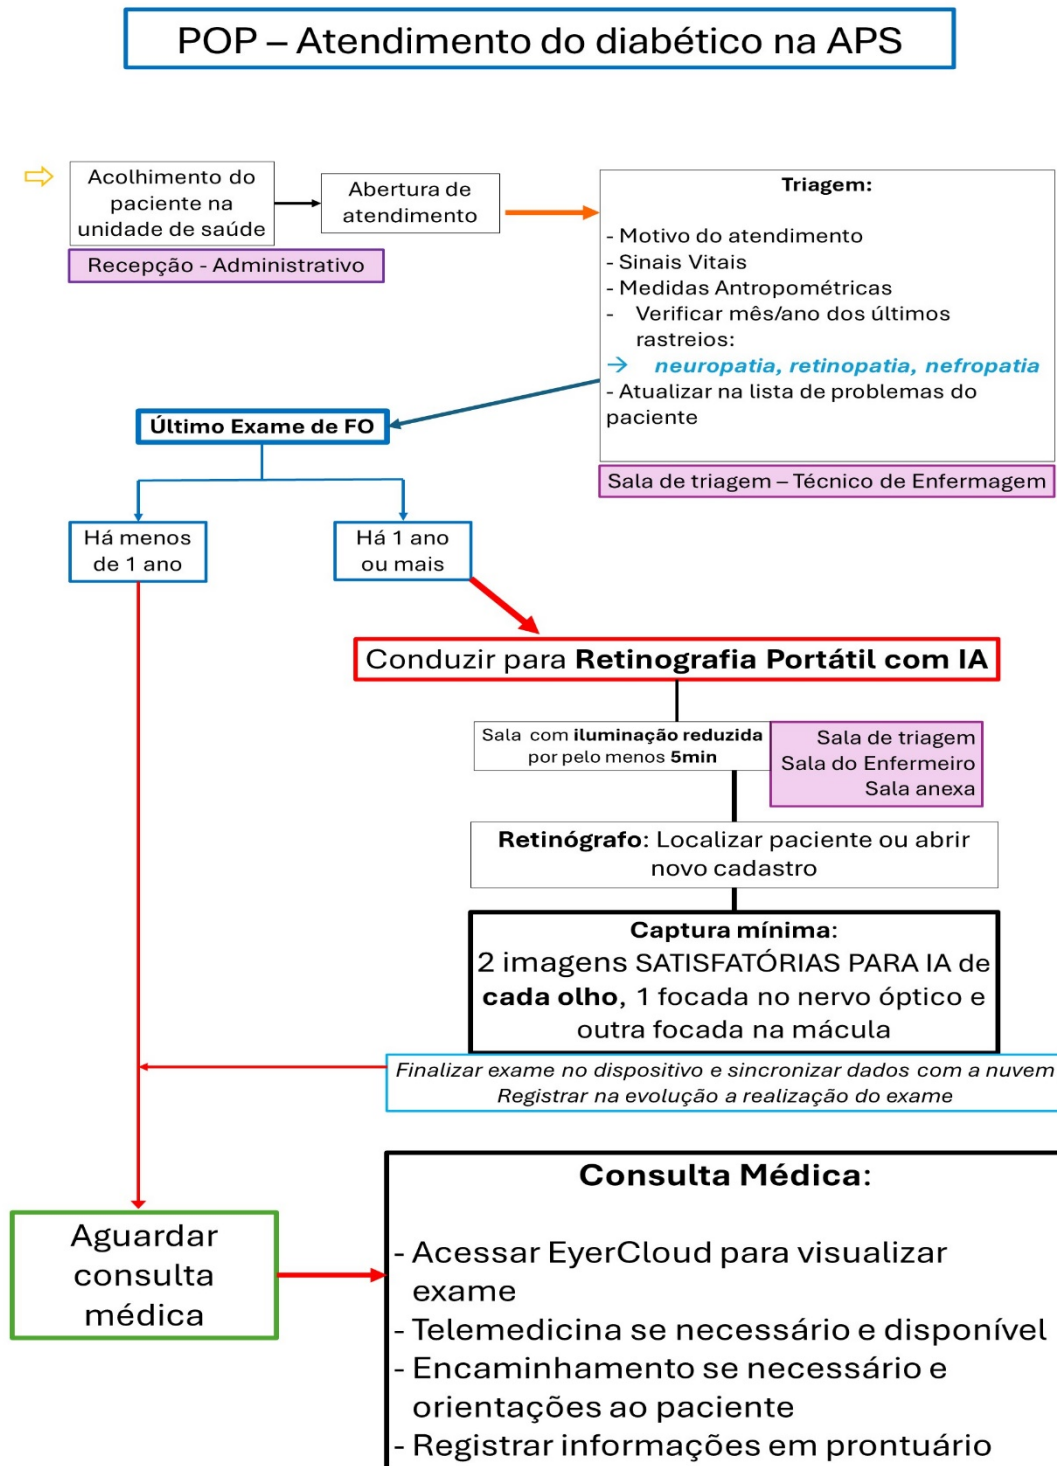 POP – Atendimento do diabético na APS
Acolhimento do
paciente na
unidade de saúde
Recepção - Administrativo
Abertura de
atendimento
Triagem:
- Motivo do atendimento
- Sinais Vitais
- Medidas Antropométricas
- Verificar mês/ano dos últimos
rastreios:
→ neuropatia, retinopatia, nefropatia
- Atualizar na lista de problemas do
paciente
Sala de triagem – Técnico de Enfermagem
Último Exame de FO
Há menos
de 1 ano
Há 1 ano
ou mais
Conduzir para Retinografia Portátil com IA
Sala com iluminação reduzida
por pelo menos 5min
Sala de triagem
Sala do Enfermeiro
Sala anexa
Retinógrafo: Localizar paciente ou abrir
novo cadastro
Captura mínima:
2 imagens SATISFATÓRIAS PARA IA de
cada olho, 1 focada no nervo óptico e
outra focada na mácula
Finalizar exame no dispositivo e sincronizar dados com a nuvem
Registrar na evolução a realização do exame
Aguardar
consulta
médica
Consulta Médica:
- Acessar EyerCloud para visualizar
exame
- Telemedicina se necessário e disponível
- Encaminhamento se necessário e
orientações ao paciente
- Registrar informações em prontuário